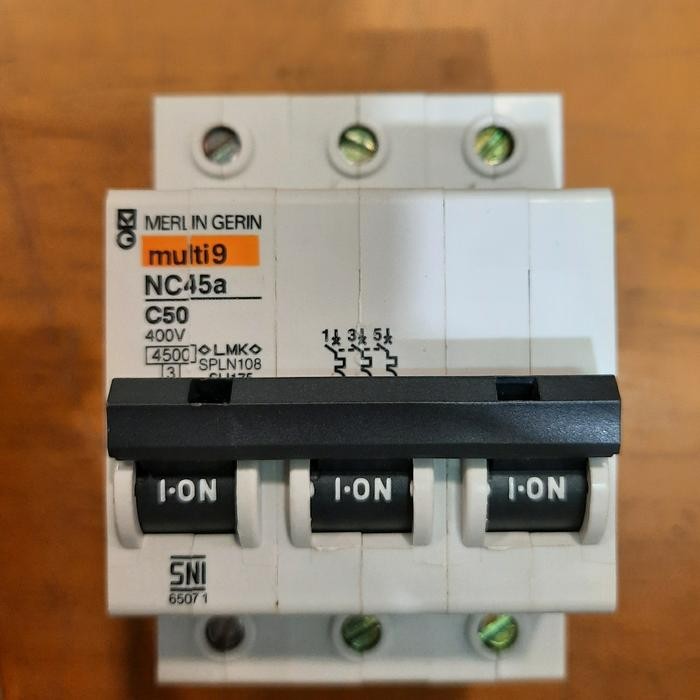 MERLIN GERIN
multi9
NC45a
C50
400V
4500 LMK
SPLN108
3
1 3 5
I·ON I·ON I·ON
SNI
6507 1